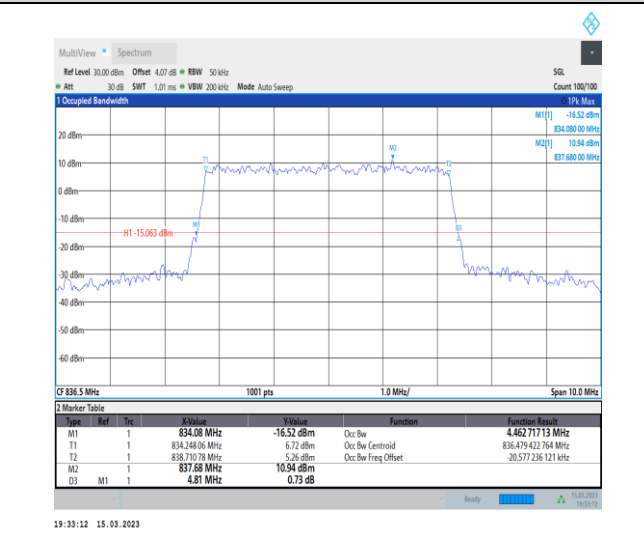 MultiView Spectrum
Ref Level 30.00 dBm Offset 4.07 dB RBW 50 kHz SGL
Att 30 dB SWT 1.01 ms VBW 200 kHz Mode Auto Sweep Count 100/100
1 Occupied Bandwidth 1Pk Max
M1[1] -16.52 dBm
834.080 00 MHz
M2[1] 10.94 dBm
837.680 00 MHz
20 dBm
M2
T1 T2
10 dBm
0 dBm
-10 dBm
M1 D3
H1 -15.063 dBm
-20 dBm
-30 dBm
-40 dBm
-50 dBm
-60 dBm
CF 836.5 MHz 1001 pts 1.0 MHz/ Span 10.0 MHz
2 Marker Table
Type Ref Trc X-Value Y-Value Function Function Result
M1 1 834.08 MHz -16.52 dBm Occ Bw 4.462 717 13 MHz
T1 1 834.248 06 MHz 6.72 dBm Occ Bw Centroid 836.479 422 764 MHz
T2 1 838.710 78 MHz 5.26 dBm Occ Bw Freq Offset -20.577 236 121 kHz
M2 1 837.68 MHz 10.94 dBm
D3 M1 1 4.81 MHz 0.73 dB
Ready 15.03.2023
19:33:12
19:33:12 15.03.2023